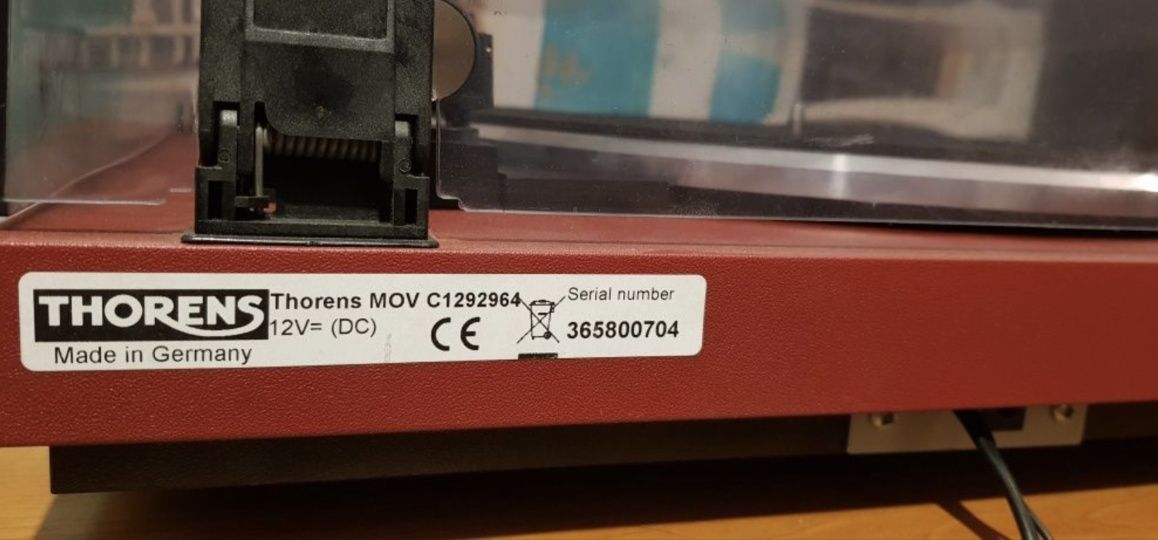 THORENS
Made in Germany
Thorens MOV C1292964
12V= (DC)
CE
Serial number
365800704